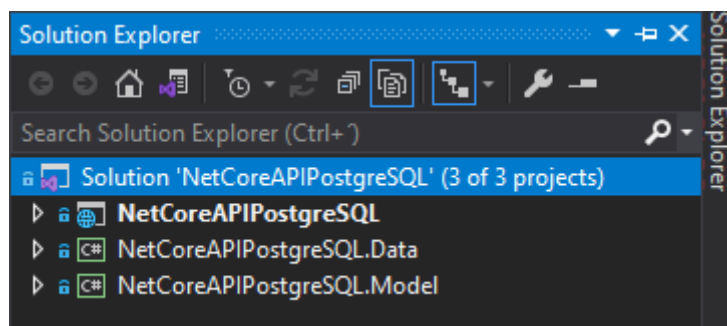 Solution Explorer
Search Solution Explorer (Ctrl+´)
Solution 'NetCoreAPIPostgreSQL' (3 of 3 projects)
NetCoreAPIPostgreSQL
C# NetCoreAPIPostgreSQL.Data
C# NetCoreAPIPostgreSQL.Model
Solution Explorer